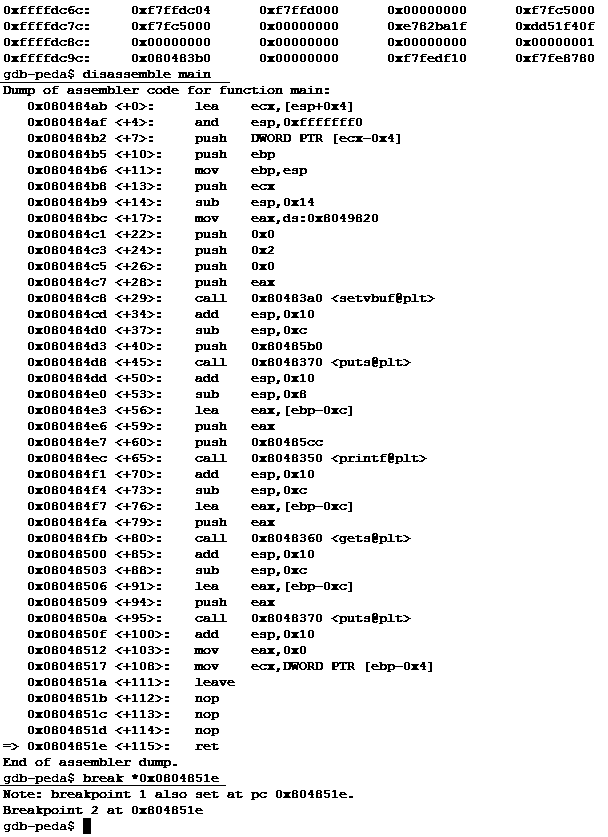 0xffffdc6c: 0xf7ffdc04 0xf7ffd000 0x00000000 0xf7fc5000
0xffffdc7c: 0xf7fc5000 0x00000000 0xe782ba1f 0xdd51f40f
0xffffdc8c: 0x00000000 0x00000000 0x00000000 0x00000001
0xffffdc9c: 0x080483b0 0x00000000 0xf7fedf10 0xf7fe8780
gdb-peda$ disassemble main
Dump of assembler code for function main:
0x080484ab <+0>: lea ecx,[esp+0x4]
0x080484af <+4>: and esp,0xfffffff0
0x080484b2 <+7>: push DWORD PTR [ecx-0x4]
0x080484b5 <+10>: push ebp
0x080484b6 <+11>: mov ebp,esp
0x080484b8 <+13>: push ecx
0x080484b9 <+14>: sub esp,0x14
0x080484bc <+17>: mov eax,ds:0x8049820
0x080484c1 <+22>: push 0x0
0x080484c3 <+24>: push 0x2
0x080484c5 <+26>: push 0x0
0x080484c7 <+28>: push eax
0x080484c8 <+29>: call 0x80483a0 <setvbuf@plt>
0x080484cd <+34>: add esp,0x10
0x080484d0 <+37>: sub esp,0xc
0x080484d3 <+40>: push 0x80485b0
0x080484d8 <+45>: call 0x8048370 <puts@plt>
0x080484dd <+50>: add esp,0x10
0x080484e0 <+53>: sub esp,0x8
0x080484e3 <+56>: lea eax,[ebp-0xc]
0x080484e6 <+59>: push eax
0x080484e7 <+60>: push 0x80485cc
0x080484ec <+65>: call 0x8048350 <printf@plt>
0x080484f1 <+70>: add esp,0x10
0x080484f4 <+73>: sub esp,0xc
0x080484f7 <+76>: lea eax,[ebp-0xc]
0x080484fa <+79>: push eax
0x080484fb <+80>: call 0x8048360 <gets@plt>
0x08048500 <+85>: add esp,0x10
0x08048503 <+88>: sub esp,0xc
0x08048506 <+91>: lea eax,[ebp-0xc]
0x08048509 <+94>: push eax
0x0804850a <+95>: call 0x8048370 <puts@plt>
0x0804850f <+100>: add esp,0x10
0x08048512 <+103>: mov eax,0x0
0x08048517 <+108>: mov ecx,DWORD PTR [ebp-0x4]
0x0804851a <+111>: leave
0x0804851b <+112>: nop
0x0804851c <+113>: nop
0x0804851d <+114>: nop
=> 0x0804851e <+115>: ret
End of assembler dump.
gdb-peda$ break *0x0804851e
Note: breakpoint 1 also set at pc 0x804851e.
Breakpoint 2 at 0x804851e
gdb-peda$